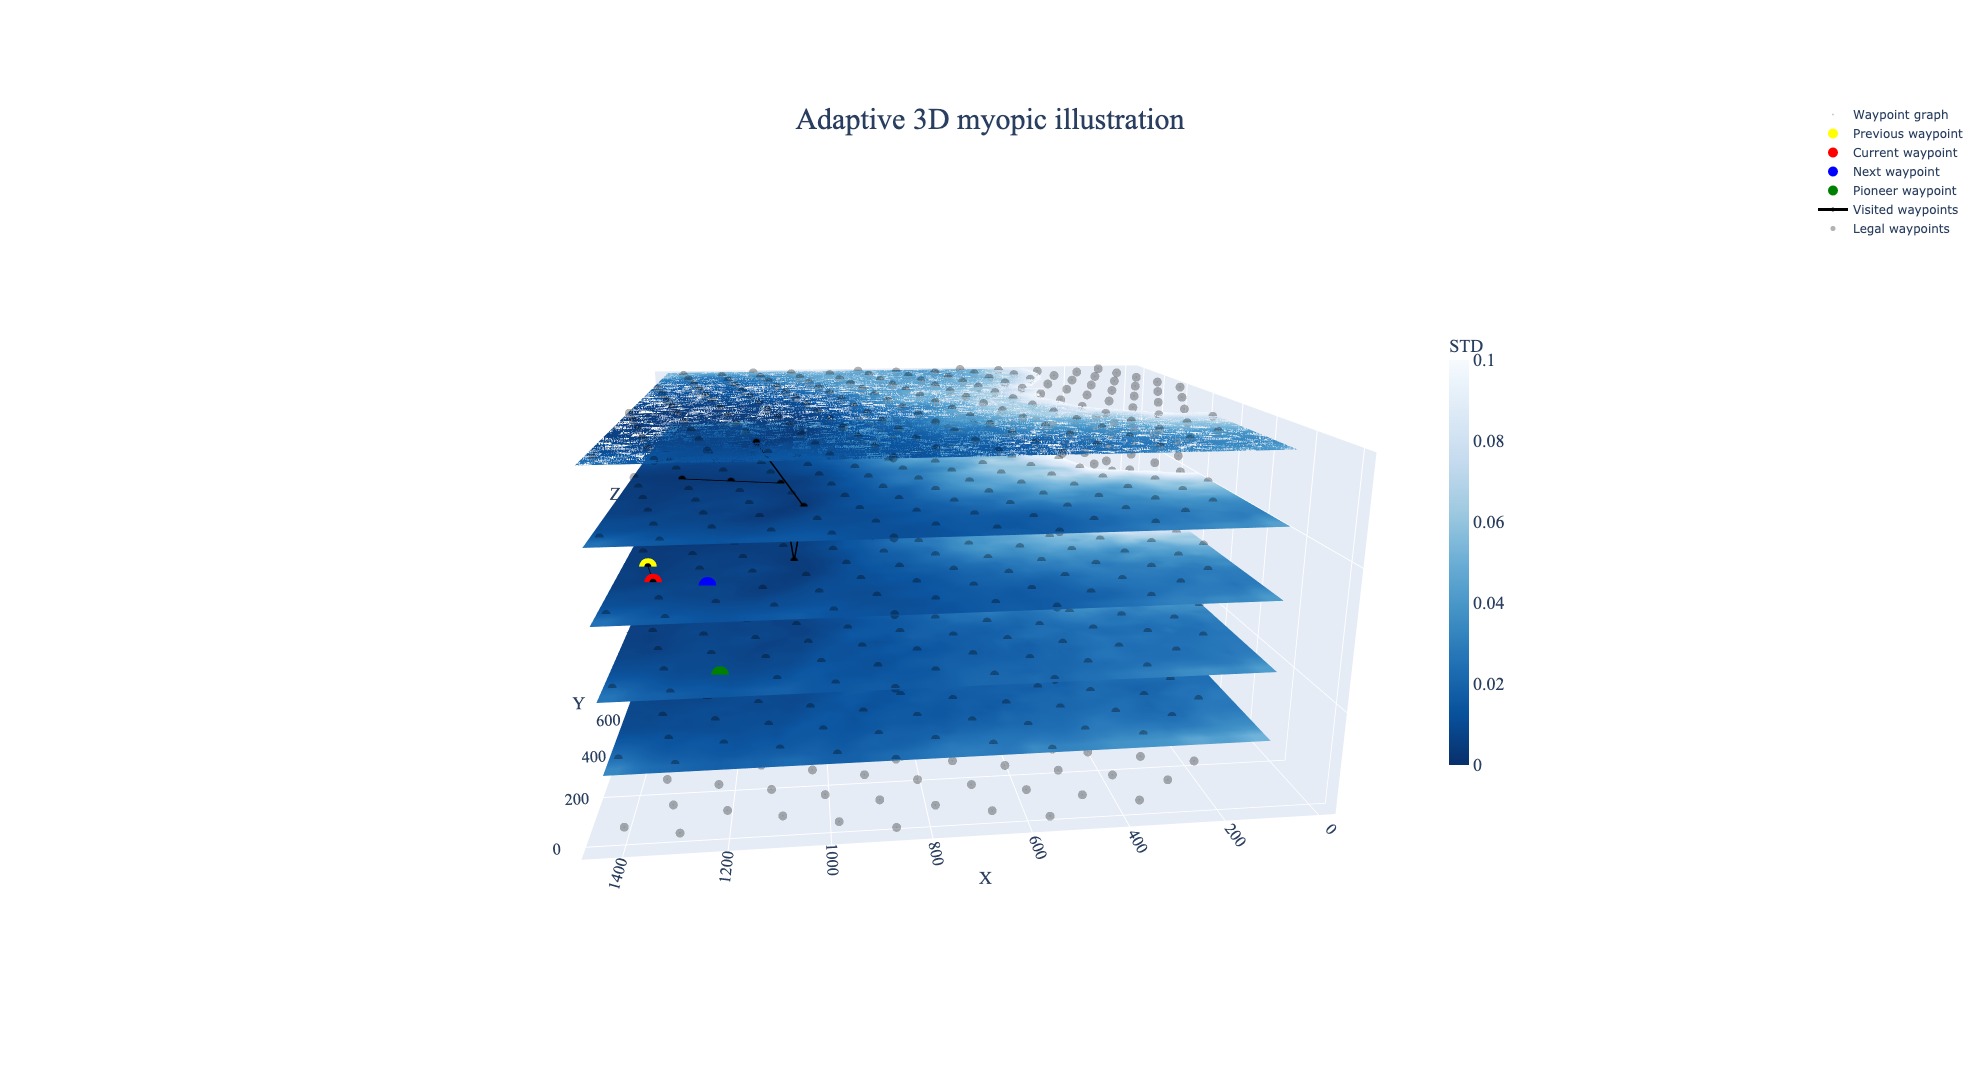 Adaptive 3D myopic illustration
Waypoint graph
Previous waypoint
Current waypoint
Next waypoint
Pioneer waypoint
Visited waypoints
Legal waypoints
STD
0.1
0.08
0.06
0.04
0.02
0
Z
Y
600
400
200
0
1400
1200
1000
800
600
400
200
0
X